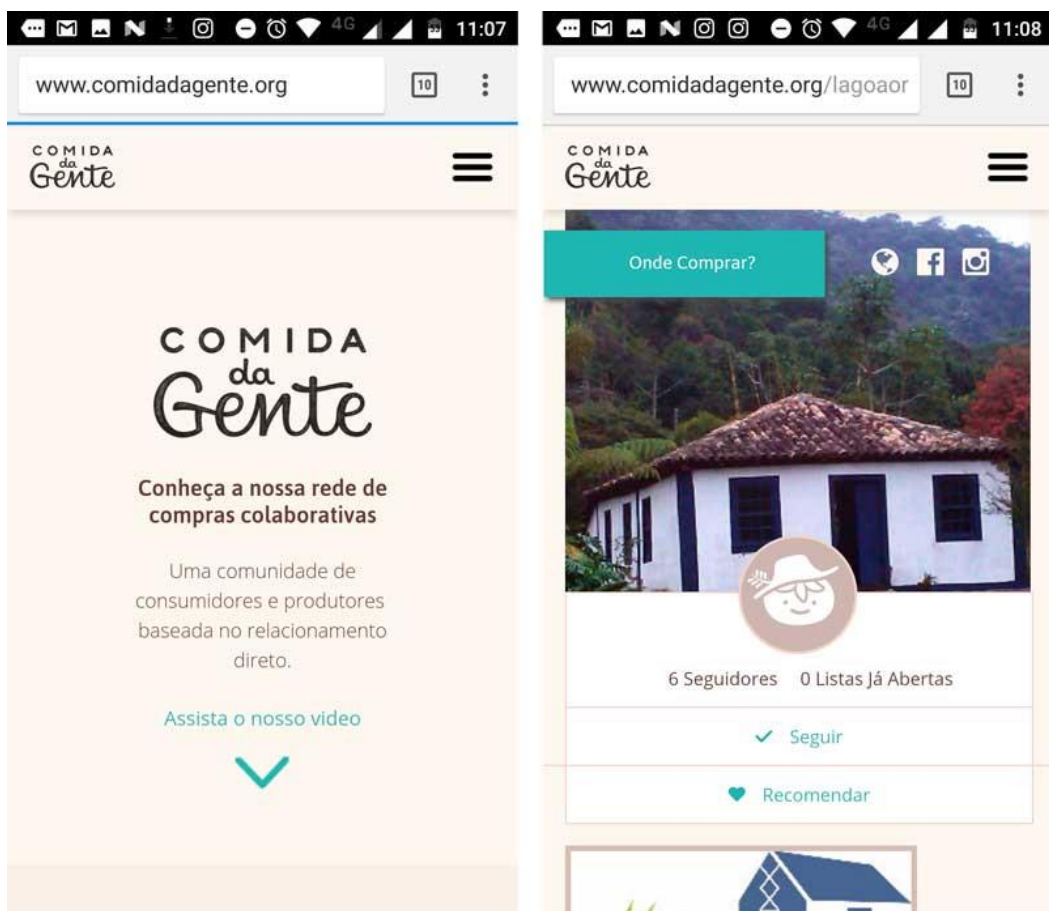 4G
11:07
www.comidadagente.org
10
COMIDA
da
Gente
COMIDA
da
Gente
Conheça a nossa rede de
compras colaborativas
Uma comunidade de
consumidores e produtores
baseada no relacionamento
direto.
Assista o nosso video
4G
11:08
www.comidadagente.org/lagoaor
10
COMIDA
da
Gente
Onde Comprar?
6 Seguidores 0 Listas Já Abertas
Seguir
Recomendar